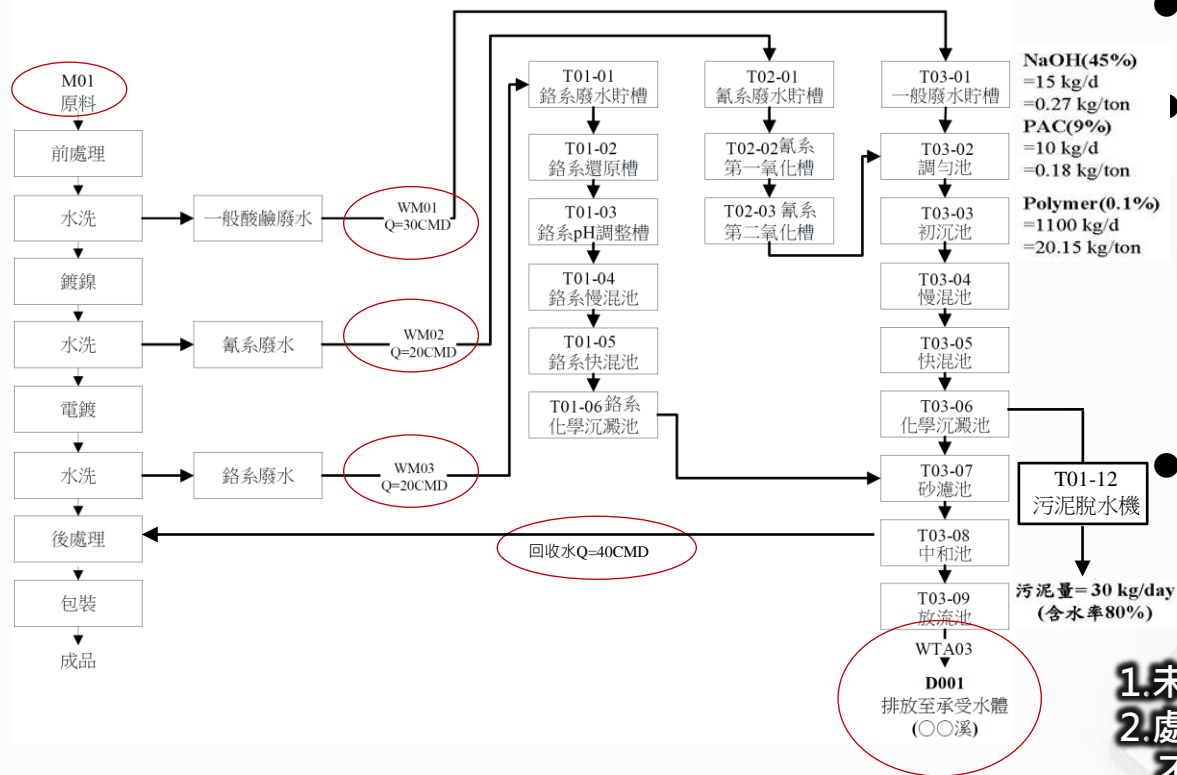 M01
原料
前處理
水洗
鍍鎳
水洗
電鍍
水洗
後處理
包裝
成品
一般酸鹼廢水
氰系廢水
鉻系廢水
WM01
Q=30CMD
WM02
Q=20CMD
WM03
Q=20CMD
回收水Q=40CMD
T01-01
鉻系廢水貯槽
T01-02
鉻系還原槽
T01-03
鉻系pH調整槽
T01-04
鉻系慢混池
T01-05
鉻系快混池
T01-06鉻系
化學沉澱池
T02-01
氰系廢水貯槽
T02-02氰系
第一氧化槽
T02-03 氰系
第二氧化槽
T03-01
一般廢水貯槽
T03-02
調勻池
T03-03
初沉池
T03-04
慢混池
T03-05
快混池
T03-06
化學沉澱池
T03-07
砂濾池
T03-08
中和池
T03-09
放流池
WTA03
D001
排放至承受水體
(○○溪)
NaOH(45%)
=15 kg/d
=0.27 kg/ton
PAC(9%)
=10 kg/d
=0.18 kg/ton
Polymer(0.1%)
=1100 kg/d
=20.15 kg/ton
T01-12
污泥脫水機
污泥量= 30 kg/day
(含水率80%)
1.未
2.處